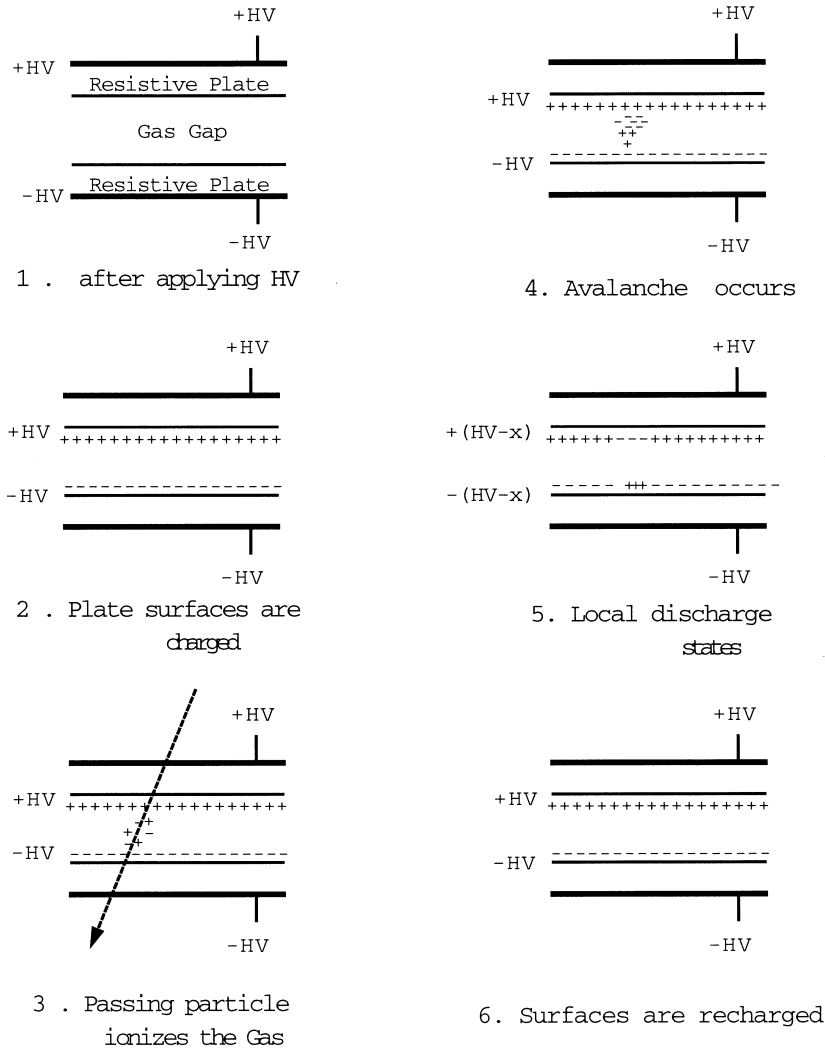 +HV
+HV
Resistive Plate
Gas Gap
Resistive Plate
-HV
-HV
1 . after applying HV
+HV
+HV
+++++++++++++++++++
-------------------
-HV
-HV
2 . Plate surfaces are
charged
+HV
+HV
+++++++++++++++++++
-+
+ -
-+
-HV
-------------------
-HV
3 . Passing particle
ionizes the Gas
+HV
+HV
+++++++++++++++++++
--
---
--
++
+
-------------------
-HV
-HV
4. Avalanche occurs
+HV
+(HV-x)
++++++---++++++++++
------ +++ ------------
-(HV-x)
-HV
5. Local discharge
states
+HV
+HV
+++++++++++++++++++
-------------------
-HV
-HV
6. Surfaces are recharged